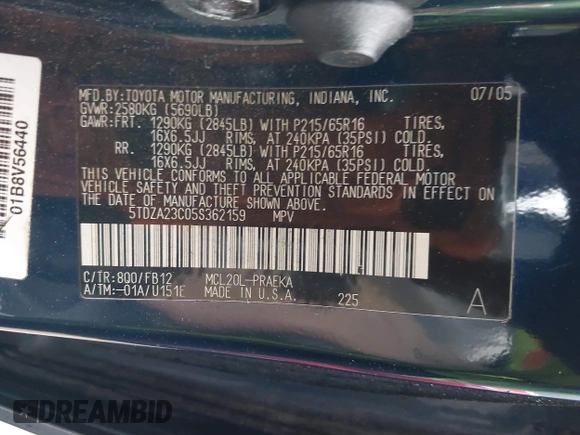 MFD.BY:TOYOTA MOTOR MANUFACTURING, INDIANA, INC. 07/05
GVWR:2580KG (5690LB)
GAWR:FRT. 1290KG (2845LB) WITH P215/65R16 TIRES,
16X6.5JJ RIMS, AT 240KPA (35PSI) COLD
RR. 1290KG (2845LB) WITH P215/65R16 TIRES,
16X6.5JJ RIMS, AT 240KPA (35PSI) COLD
THIS VEHICLE CONFORMS TO ALL APPLICABLE FEDERAL MOTOR
VEHICLE SAFETY AND BUMPER STANDARDS IN EFFECT ON
THE DATE OF MANUFACTURE SHOWN ABOVE.
5TDZA23C05S362159 MPV
C/TR:800/FB12 MCL20L-PRAEKA
A/TM:-01A/U151E MADE IN U.S.A. 225 A
01B8V56440
DREAMBID